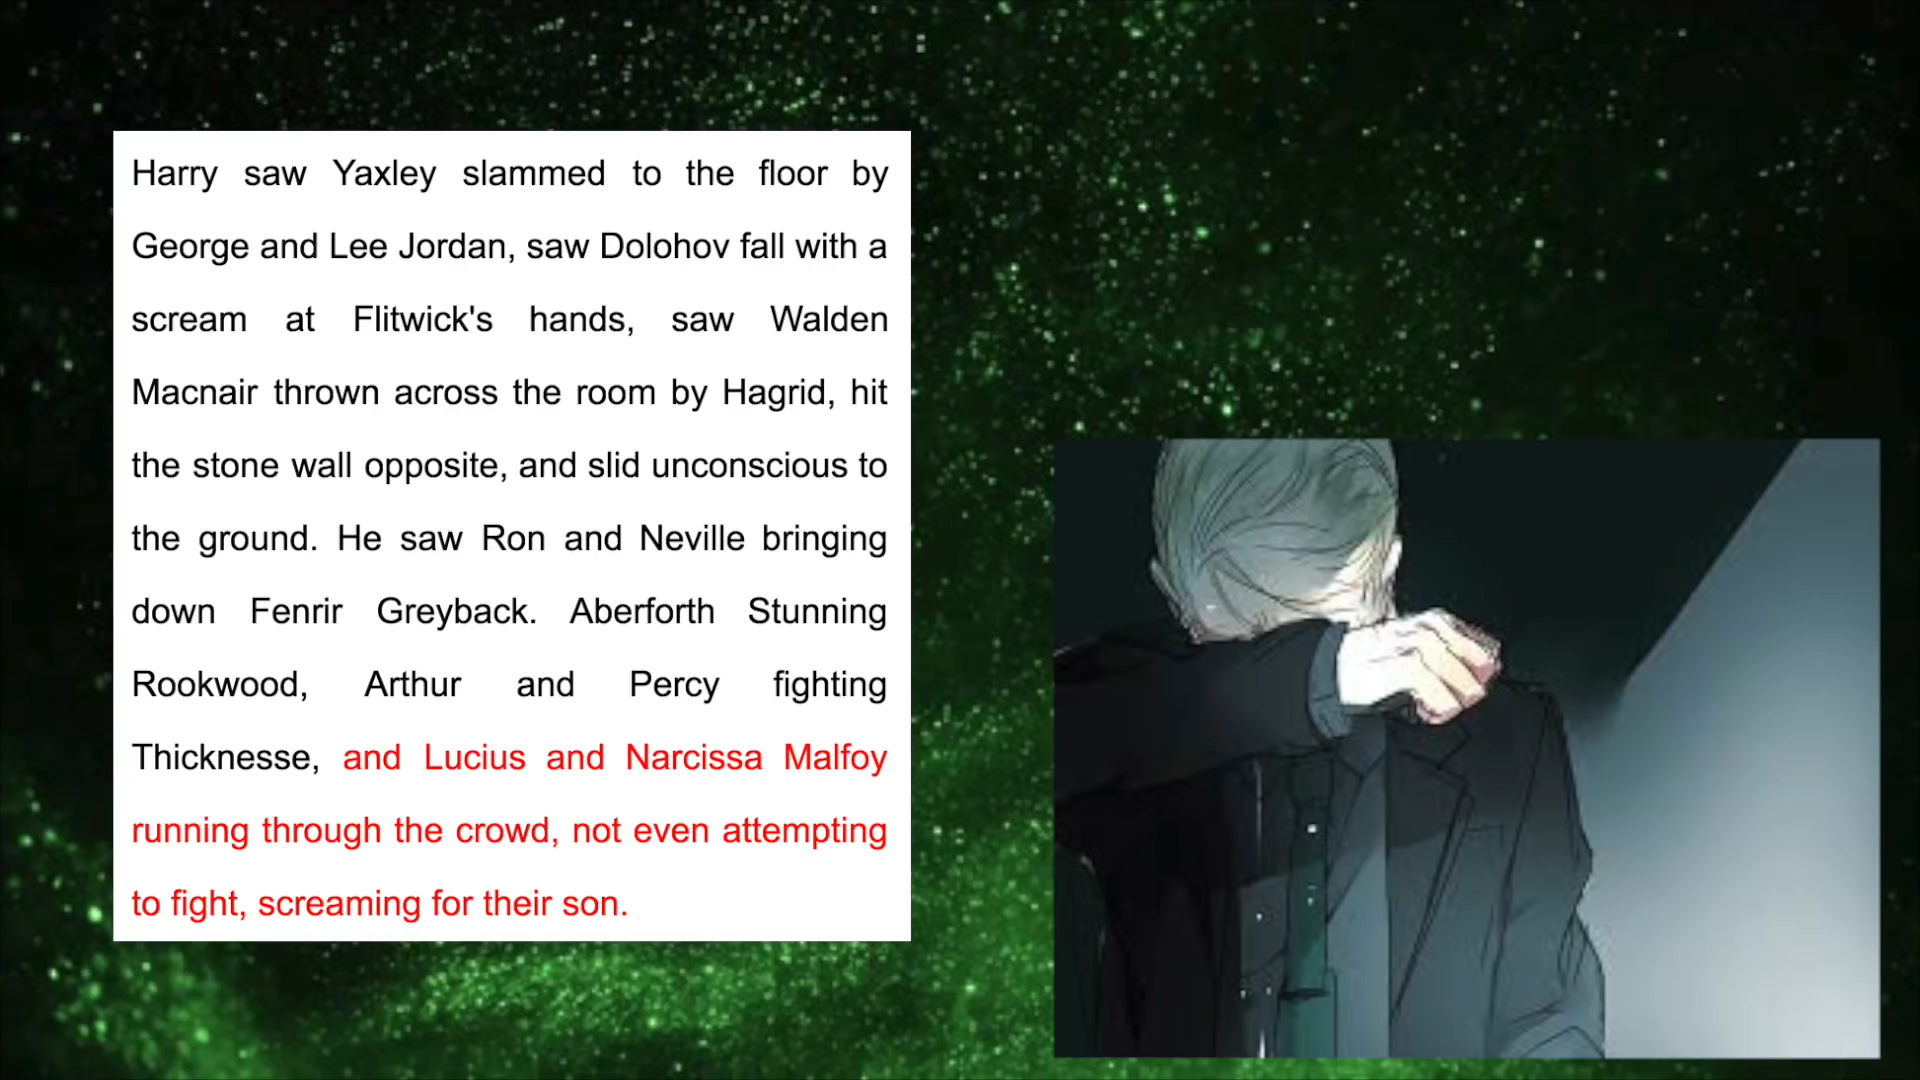 Harry saw Yaxley slammed to the floor by
George and Lee Jordan, saw Dolohov fall with a
scream at Flitwick's hands, saw Walden
Macnair thrown across the room by Hagrid, hit
the stone wall opposite, and slid unconscious to
the ground. He saw Ron and Neville bringing
down Fenrir Greyback. Aberforth Stunning
Rookwood, Arthur and Percy fighting
Thicknesse, and Lucius and Narcissa Malfoy
running through the crowd, not even attempting
to fight, screaming for their son.